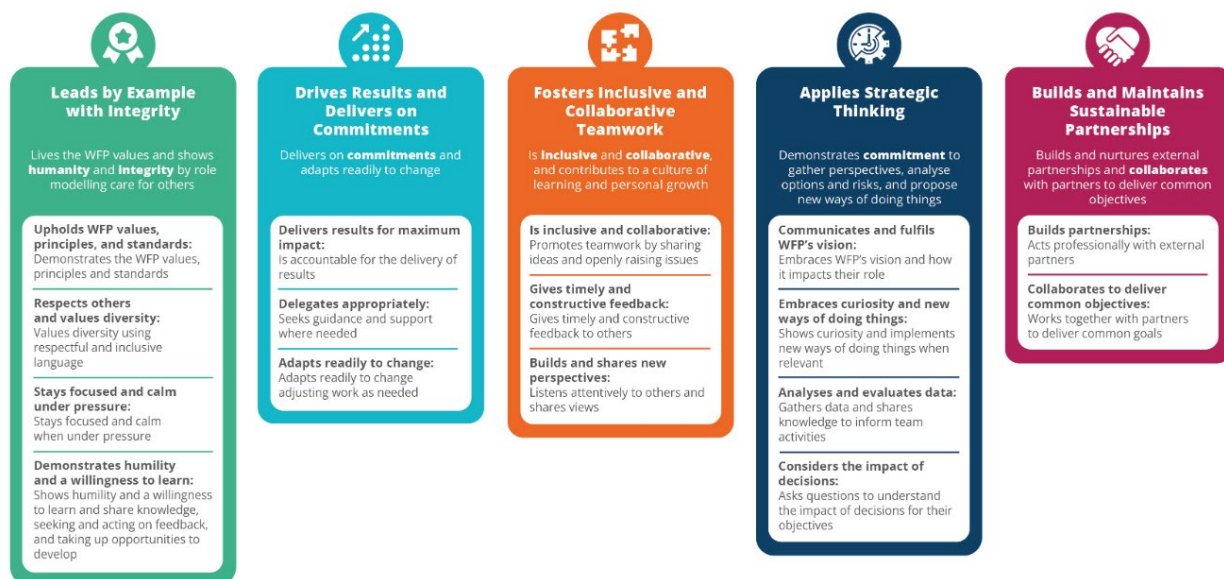 Leads by Example
with Integrity
Lives the WFP values and shows
humanity and integrity by role
modelling care for others
Upholds WFP values,
principles, and standards:
Demonstrates the WFP values,
principles and standards
Respects others
and values diversity:
Values diversity using
respectful and inclusive
language
Stays focused and calm
under pressure:
Stays focused and calm
when under pressure
Demonstrates humility
and a willingness to learn:
Shows humility and a willingness
to learn and share knowledge,
seeking and acting on feedback,
and taking up opportunities to
develop
Drives Results and
Delivers on
Commitments
Delivers on commitments and
adapts readily to change
Delivers results for maximum
impact:
Is accountable for the delivery of
results
Delegates appropriately:
Seeks guidance and support
where needed
Adapts readily to change:
Adapts readily to change
adjusting work as needed
Fosters Inclusive and
Collaborative
Teamwork
Is inclusive and collaborative,
and contributes to a culture of
learning and personal growth
Is inclusive and collaborative:
Promotes teamwork by sharing
ideas and openly raising issues
Gives timely and
constructive feedback:
Gives timely and constructive
feedback to others
Builds and shares new
perspectives:
Listens attentively to others and
shares views
Applies Strategic
Thinking
Demonstrates commitment to
gather perspectives, analyse
options and risks, and propose
new ways of doing things
Communicates and fulfils
WFP's vision:
Embraces WFP's vision and how
it impacts their role
Embraces curiosity and new
ways of doing things:
Shows curiosity and implements
new ways of doing things when
relevant
Analyses and evaluates data:
Gathers data and shares
knowledge to inform team
activities
Considers the impact of
decisions:
Asks questions to understand
the impact of decisions for their
objectives
Builds and Maintains
Sustainable
Partnerships
Builds and nurtures external
partnerships and collaborates
with partners to deliver common
objectives
Builds partnerships:
Acts professionally with external
partners
Collaborates to deliver
common objectives:
Works together with partners
to deliver common goals